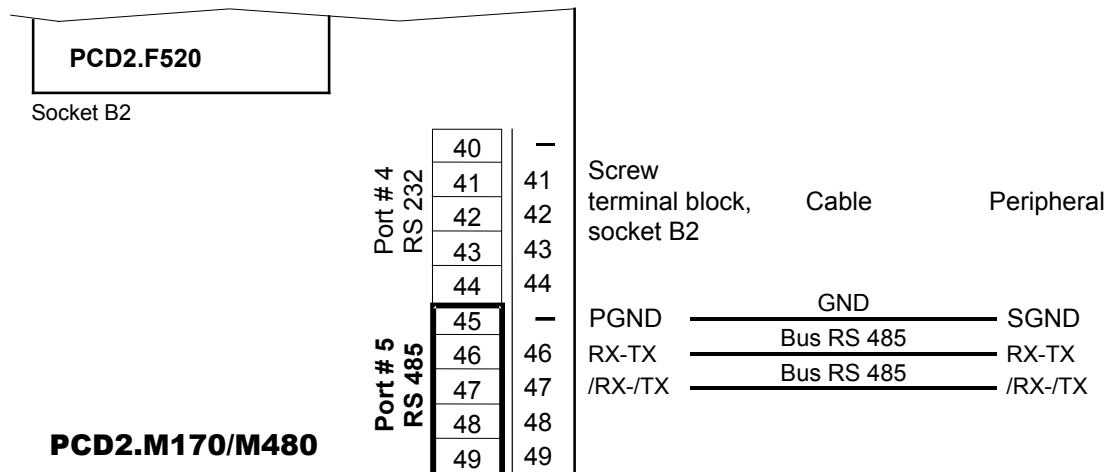 PCD2.F520
Socket B2
Port # 4
RS 232
40 –
41 41
42 42
43 43
44 44
Screw
terminal block,
socket B2
Cable
Peripheral
Port # 5
RS 485
45 –
46 46
47 47
48 48
49 49
PGND GND SGND
RX-TX Bus RS 485 RX-TX
/RX-/TX Bus RS 485 /RX-/TX
PCD2.M170/M480